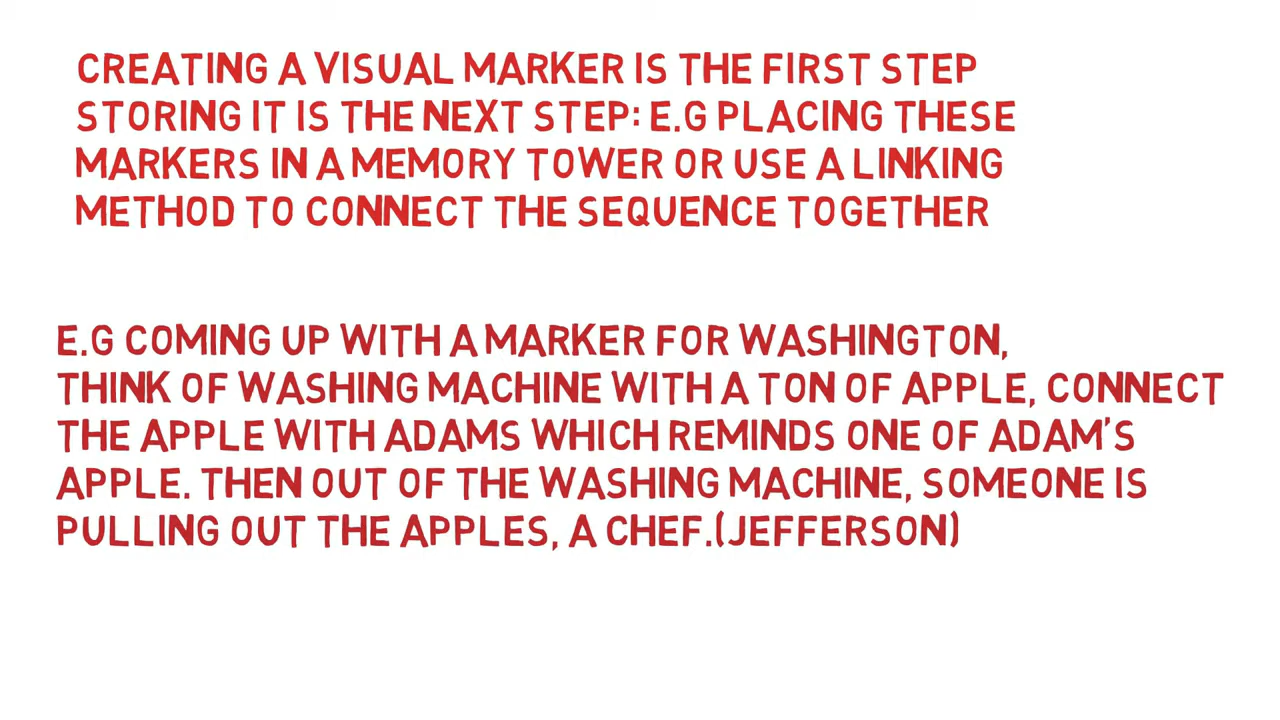 CREATING A VISUAL MARKER IS THE FIRST STEP
STORING IT IS THE NEXT STEP: E.G PLACING THESE
MARKERS IN A MEMORY TOWER OR USE A LINKING
METHOD TO CONNECT THE SEQUENCE TOGETHER
E.G COMING UP WITH A MARKER FOR WASHINGTON,
THINK OF WASHING MACHINE WITH A TON OF APPLE, CONNECT
THE APPLE WITH ADAMS WHICH REMINDS ONE OF ADAM'S
APPLE. THEN OUT OF THE WASHING MACHINE, SOMEONE IS
PULLING OUT THE APPLES, A CHEF.(JEFFERSON)